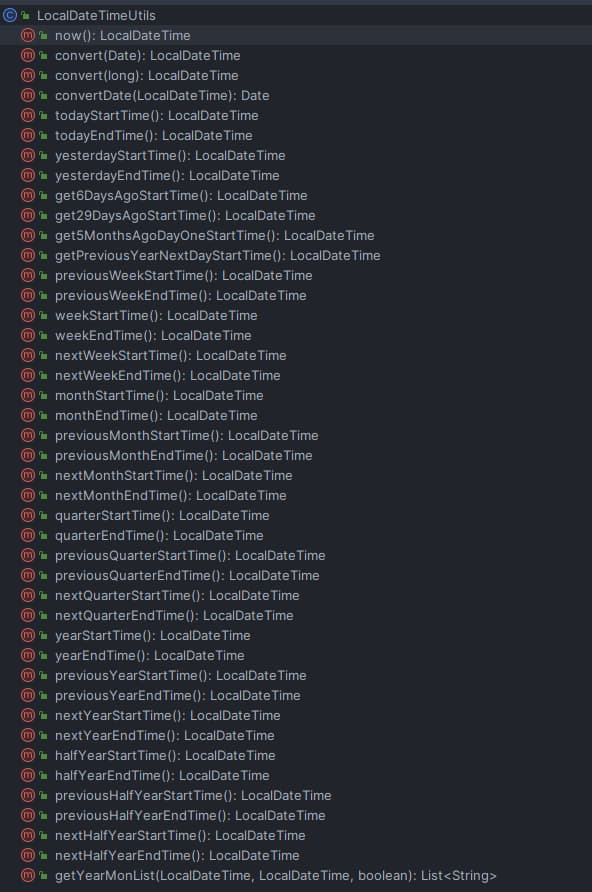 LocalDateTimeUtils
now(): LocalDateTime
convert(Date): LocalDateTime
convert(long): LocalDateTime
convertDate(LocalDateTime): Date
todayStartTime(): LocalDateTime
todayEndTime(): LocalDateTime
yesterdayStartTime(): LocalDateTime
yesterdayEndTime(): LocalDateTime
get6DaysAgoStartTime(): LocalDateTime
get29DaysAgoStartTime(): LocalDateTime
get5MonthsAgoDayOneStartTime(): LocalDateTime
getPreviousYearNextDayStartTime(): LocalDateTime
previousWeekStartTime(): LocalDateTime
previousWeekEndTime(): LocalDateTime
weekStartTime(): LocalDateTime
weekEndTime(): LocalDateTime
nextWeekStartTime(): LocalDateTime
nextWeekEndTime(): LocalDateTime
monthStartTime(): LocalDateTime
monthEndTime(): LocalDateTime
previousMonthStartTime(): LocalDateTime
previousMonthEndTime(): LocalDateTime
nextMonthStartTime(): LocalDateTime
nextMonthEndTime(): LocalDateTime
quarterStartTime(): LocalDateTime
quarterEndTime(): LocalDateTime
previousQuarterStartTime(): LocalDateTime
previousQuarterEndTime(): LocalDateTime
nextQuarterStartTime(): LocalDateTime
nextQuarterEndTime(): LocalDateTime
yearStartTime(): LocalDateTime
yearEndTime(): LocalDateTime
previousYearStartTime(): LocalDateTime
previousYearEndTime(): LocalDateTime
nextYearStartTime(): LocalDateTime
nextYearEndTime(): LocalDateTime
halfYearStartTime(): LocalDateTime
halfYearEndTime(): LocalDateTime
previousHalfYearStartTime(): LocalDateTime
previousHalfYearEndTime(): LocalDateTime
nextHalfYearStartTime(): LocalDateTime
nextHalfYearEndTime(): LocalDateTime
getYearMonList(LocalDateTime, LocalDateTime, boolean): List<String>